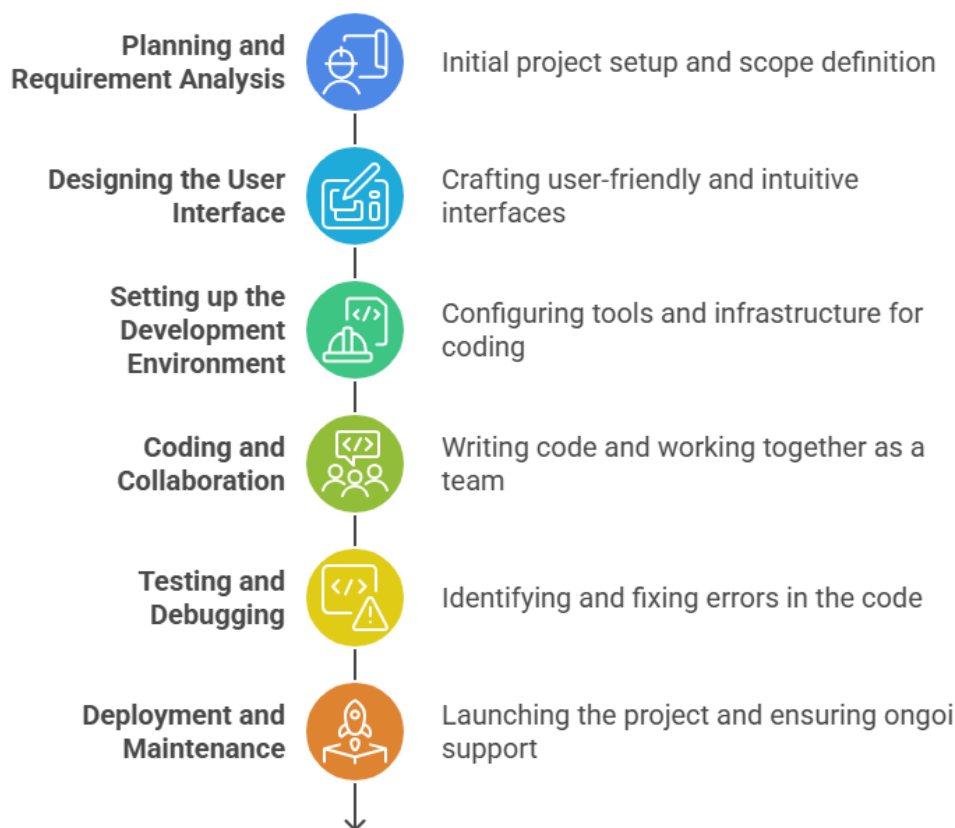 Planning and
Requirement Analysis
Initial project setup and scope definition
Designing the User
Interface
Crafting user-friendly and intuitive
interfaces
Setting up the
Development
Environment
Configuring tools and infrastructure for
coding
</>
Coding and
Collaboration
Writing code and working together as a
team
</>
Testing and
Debugging
Identifying and fixing errors in the code
</>
Deployment and
Maintenance
Launching the project and ensuring ongoi
support